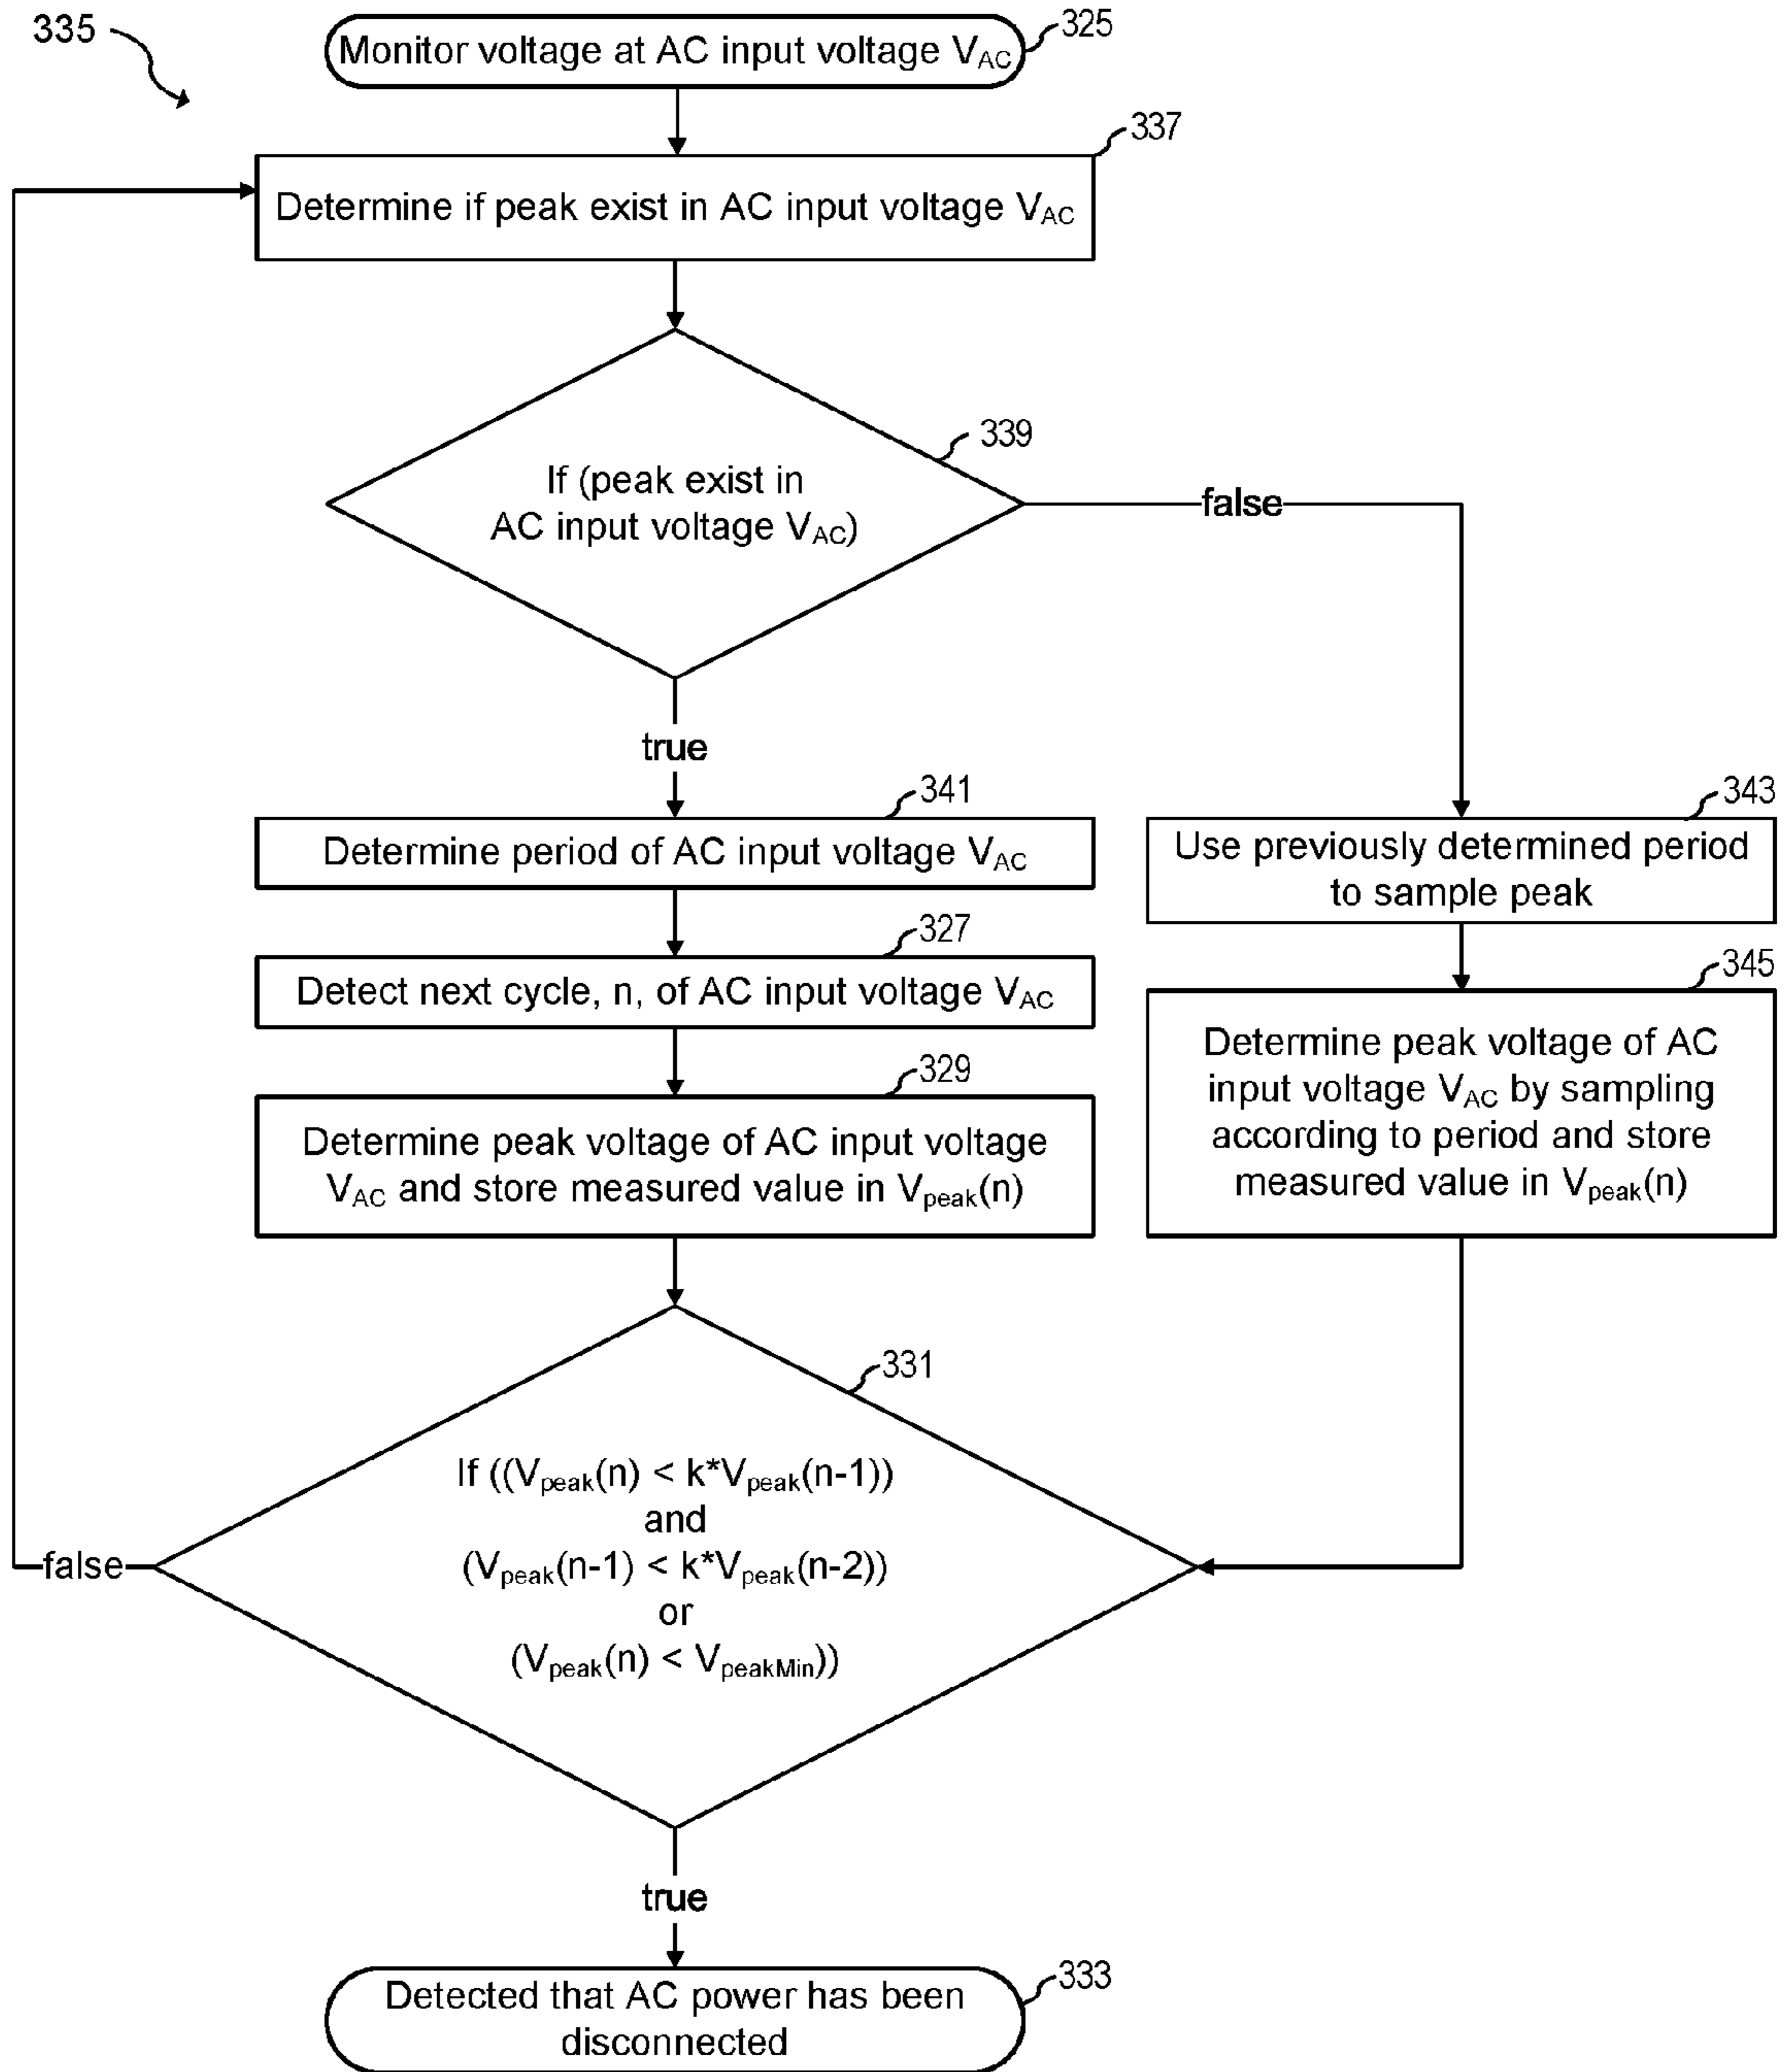 335
Monitor voltage at AC input voltage VAC
325
337
Determine if peak exist in AC input voltage VAC
339
If (peak exist in
AC input voltage VAC)
false
true
341
Determine period of AC input voltage VAC
343
Use previously determined period
to sample peak
327
Detect next cycle, n, of AC input voltage VAC
345
Determine peak voltage of AC
input voltage VAC by sampling
according to period and store
measured value in Vpeak(n)
329
Determine peak voltage of AC input voltage
VAC and store measured value in Vpeak(n)
331
If ((Vpeak(n) < k*Vpeak(n-1))
and
(Vpeak(n-1) < k*Vpeak(n-2))
or
(Vpeak(n) < VpeakMin))
false
true
333
Detected that AC power has been
disconnected